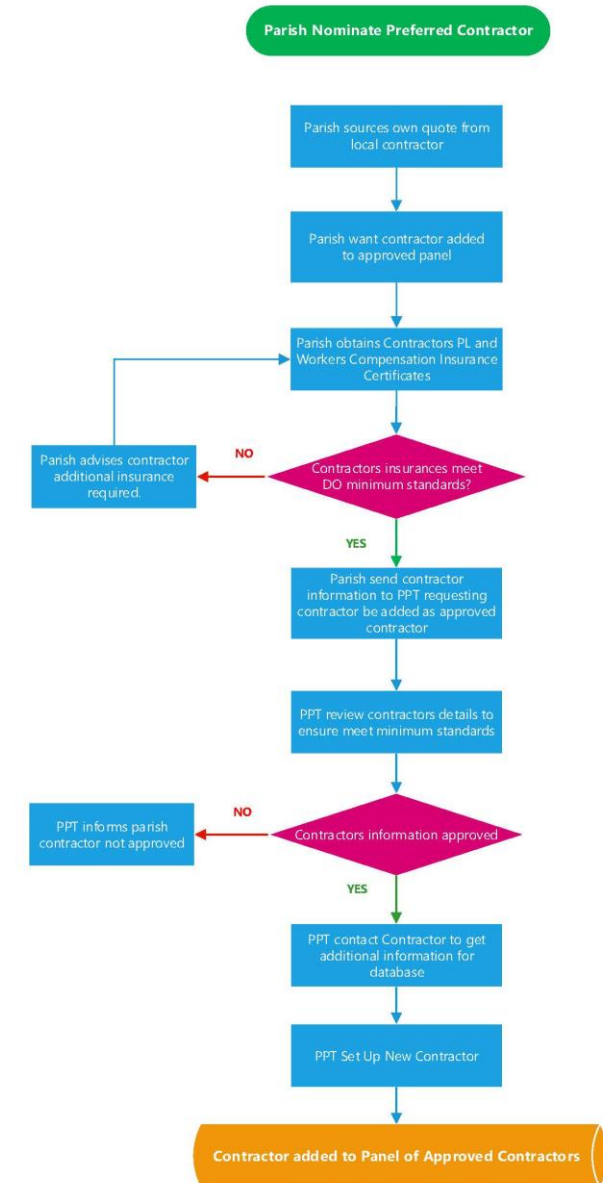 Parish Nominate Preferred Contractor
Parish sources own quote from
local contractor
Parish want contractor added
to approved panel
Parish obtains Contractors PL and
Workers Compensation Insurance
Certificates
Contractors insurances meet
DO minimum standards?
NO
Parish advises contractor
additional insurance
required.
YES
Parish send contractor
information to PPT requesting
contractor be added as approved
contractor
PPT review contractors details to
ensure meet minimum standards
Contractors information approved
NO
PPT informs parish
contractor not approved
YES
PPT contact Contractor to get
additional information for
database
PPT Set Up New Contractor
Contractor added to Panel of Approved Contractors